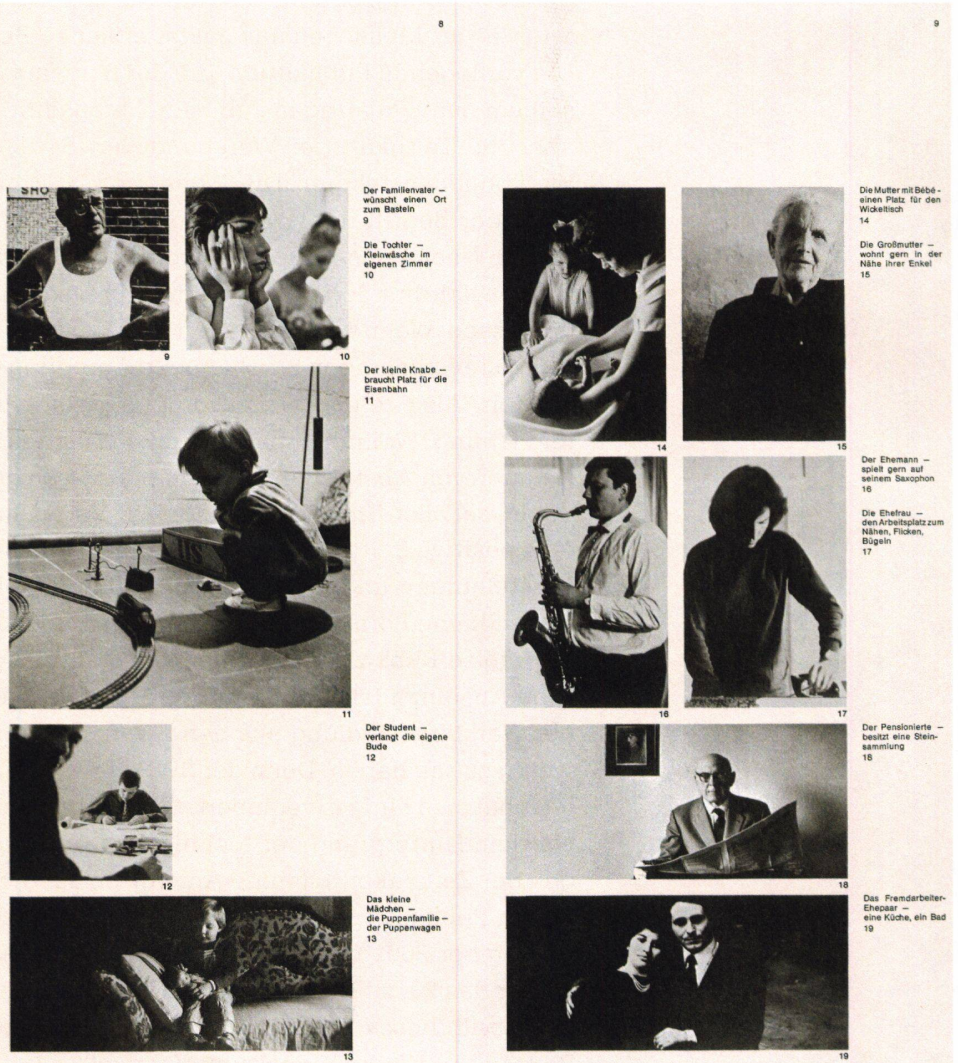 8
SHO
Der Familienvater –
wünscht einen Ort
zum Basteln
9
Die Tochter –
Kleinwäsche im
eigenen Zimmer
10
9
10
Der kleine Knabe –
braucht Platz für die
Eisenbahn
11
11
Der Student –
verlangt die eigene
Bude
12
12
Das kleine
Mädchen –
die Puppenfamilie –
der Puppenwagen
13
13
9
Die Mutter mit Bébé -
einen Platz für den
Wickeltisch
14
Die Großmutter –
wohnt gern in der
Nähe ihrer Enkel
15
14
15
Der Ehemann –
spielt gern auf
seinem Saxophon
16
Die Ehefrau –
den Arbeitsplatz zum
Nähen, Flicken,
Bügeln
17
16
17
Der Pensionierte –
besitzt eine Stein-
sammlung
18
18
Das Fremdarbeiter-
Ehepaar –
eine Küche, ein Bad
19
19